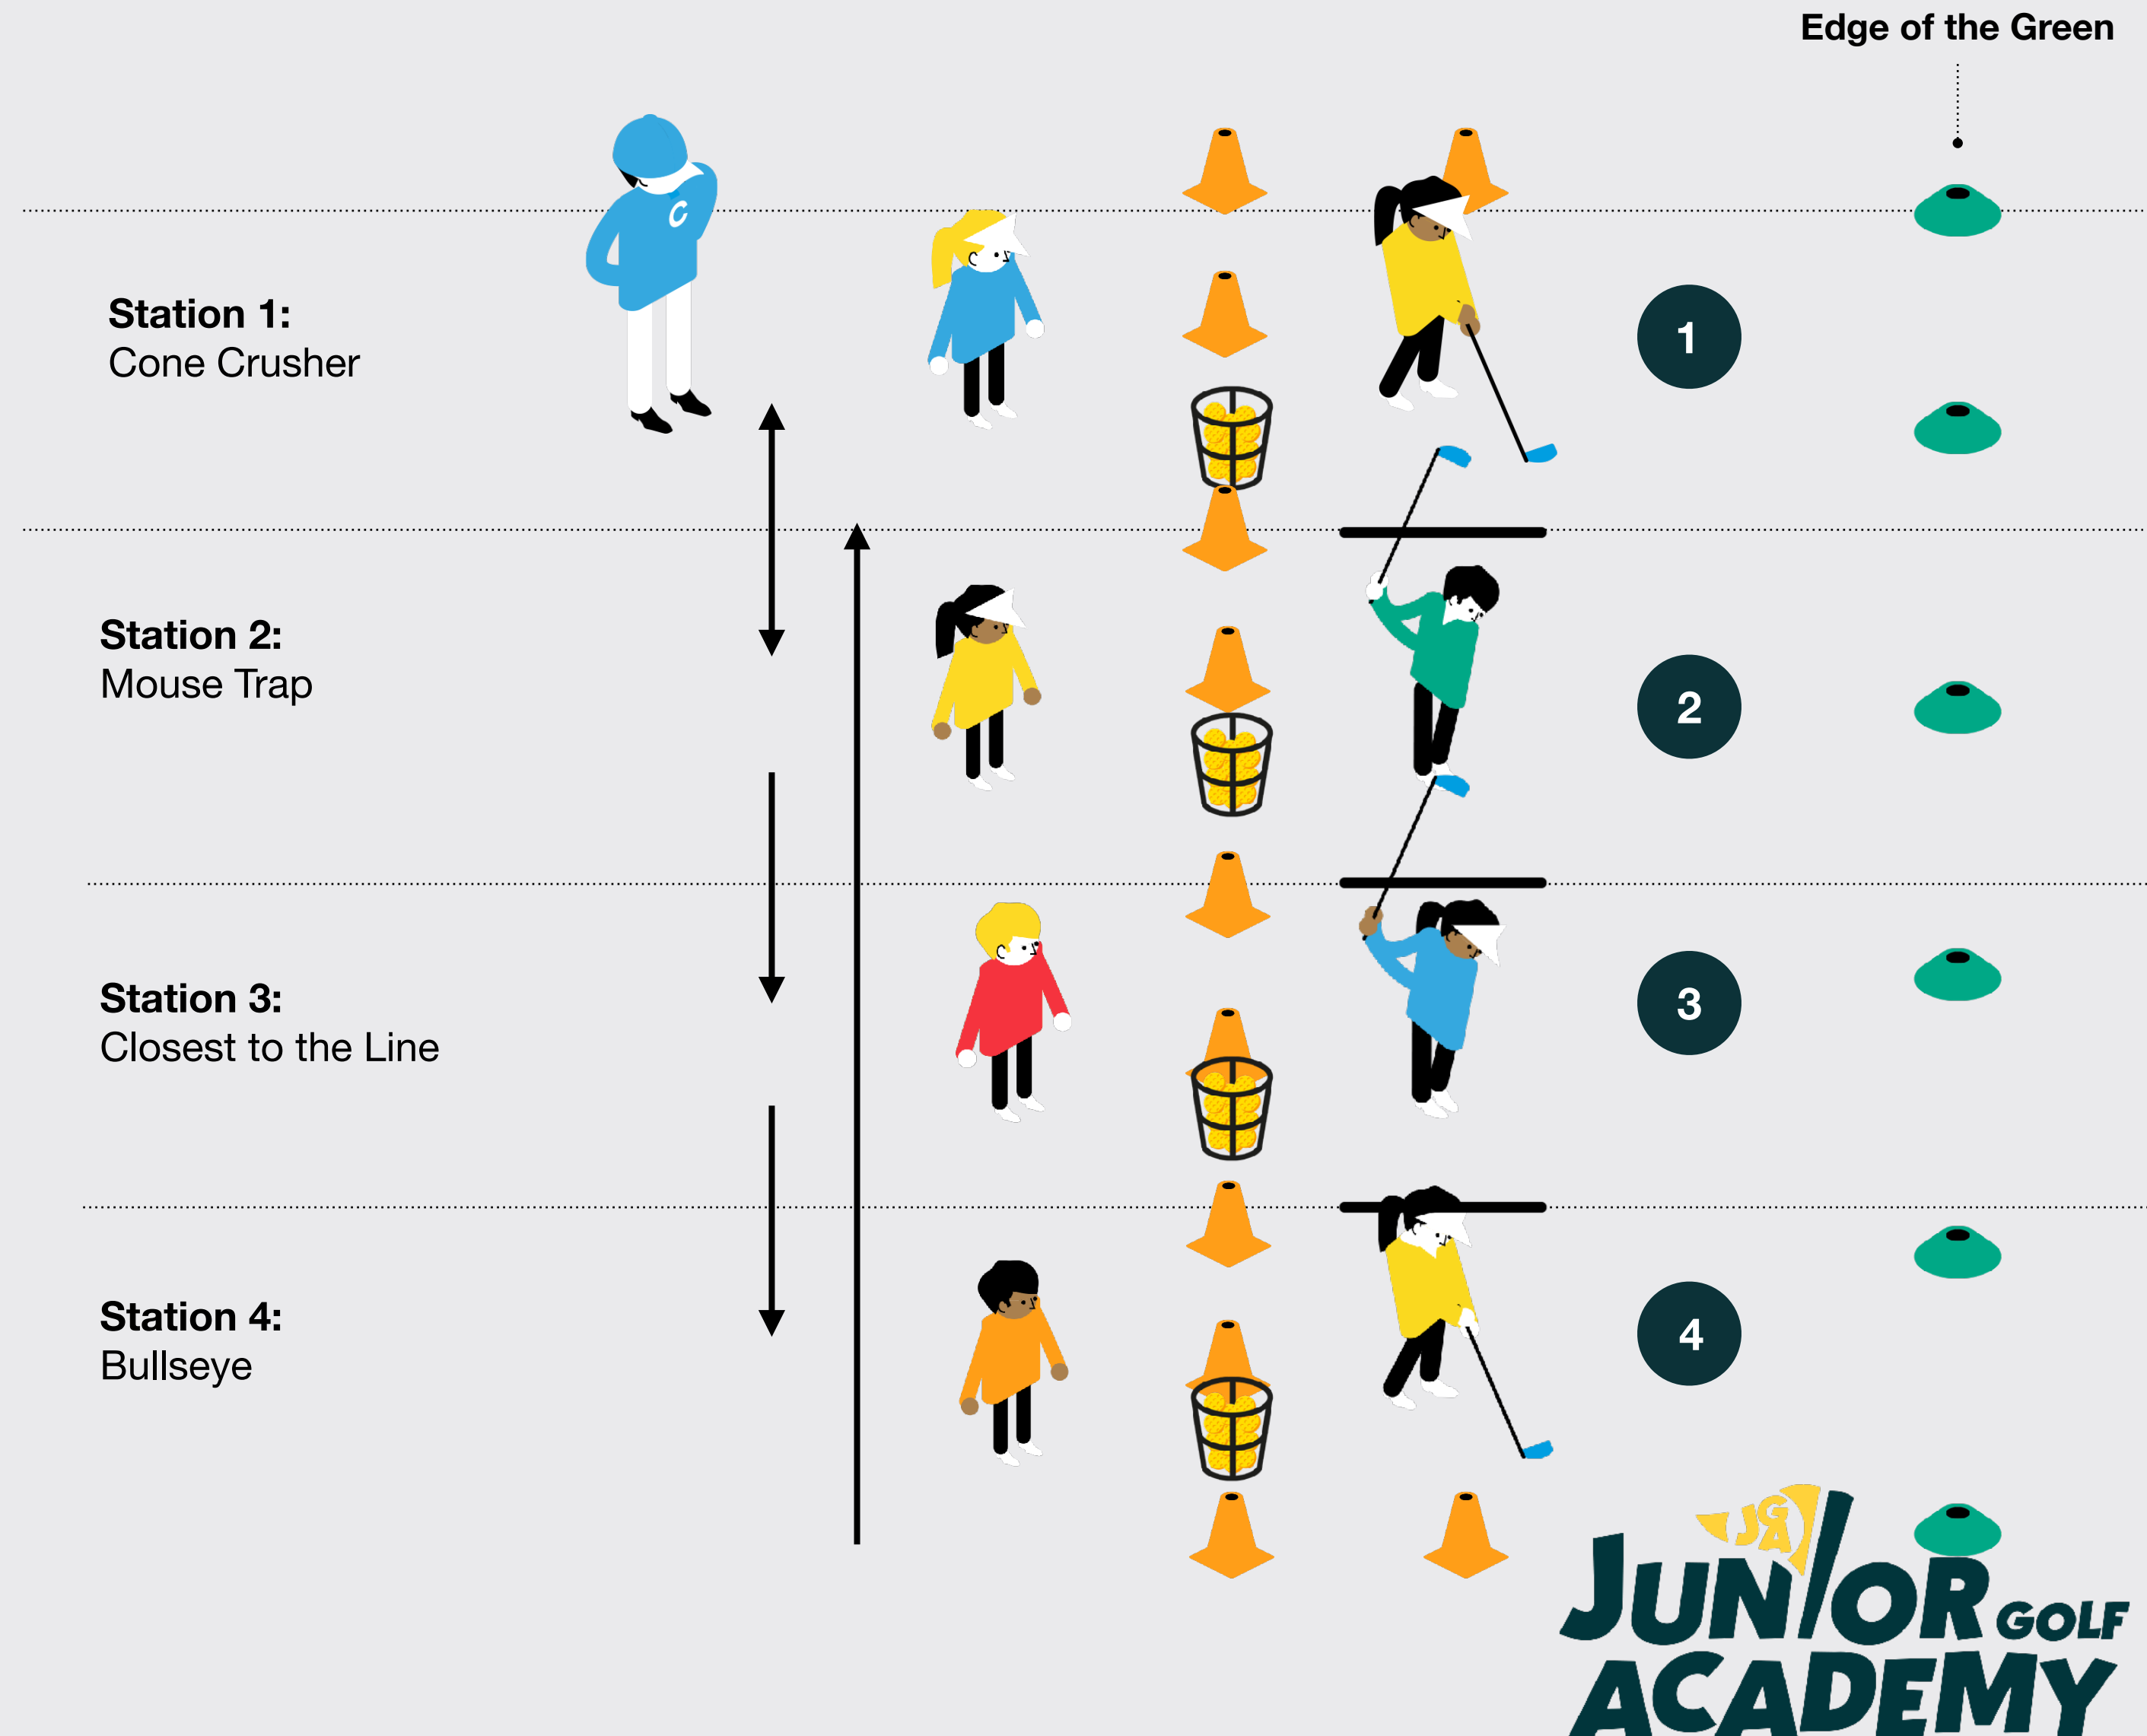 Edge of the Green
C
Station 1:
Cone Crusher
1
Station 2:
Mouse Trap
2
Station 3:
Closest to the Line
3
Station 4:
Bullseye
4
JGA
JUNIOR GOLF
ACADEMY